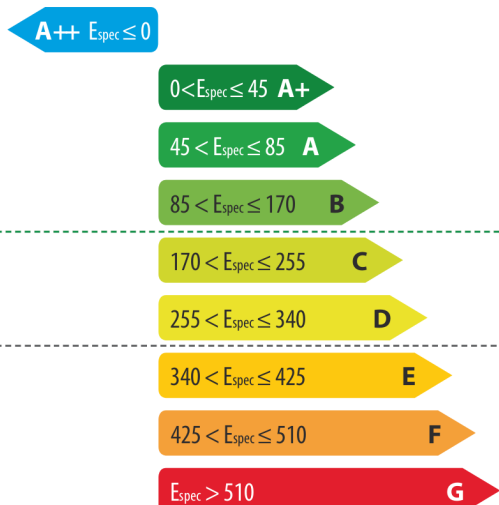 A++ Espec ≤ 0
0<Espec≤ 45 A+
45 < Espec≤ 85 A
85 < Espec≤ 170 B
170 < Espec≤ 255 C
255 < Espec≤ 340 D
340 < Espec≤ 425 E
425 < Espec≤ 510 F
Espec > 510 G